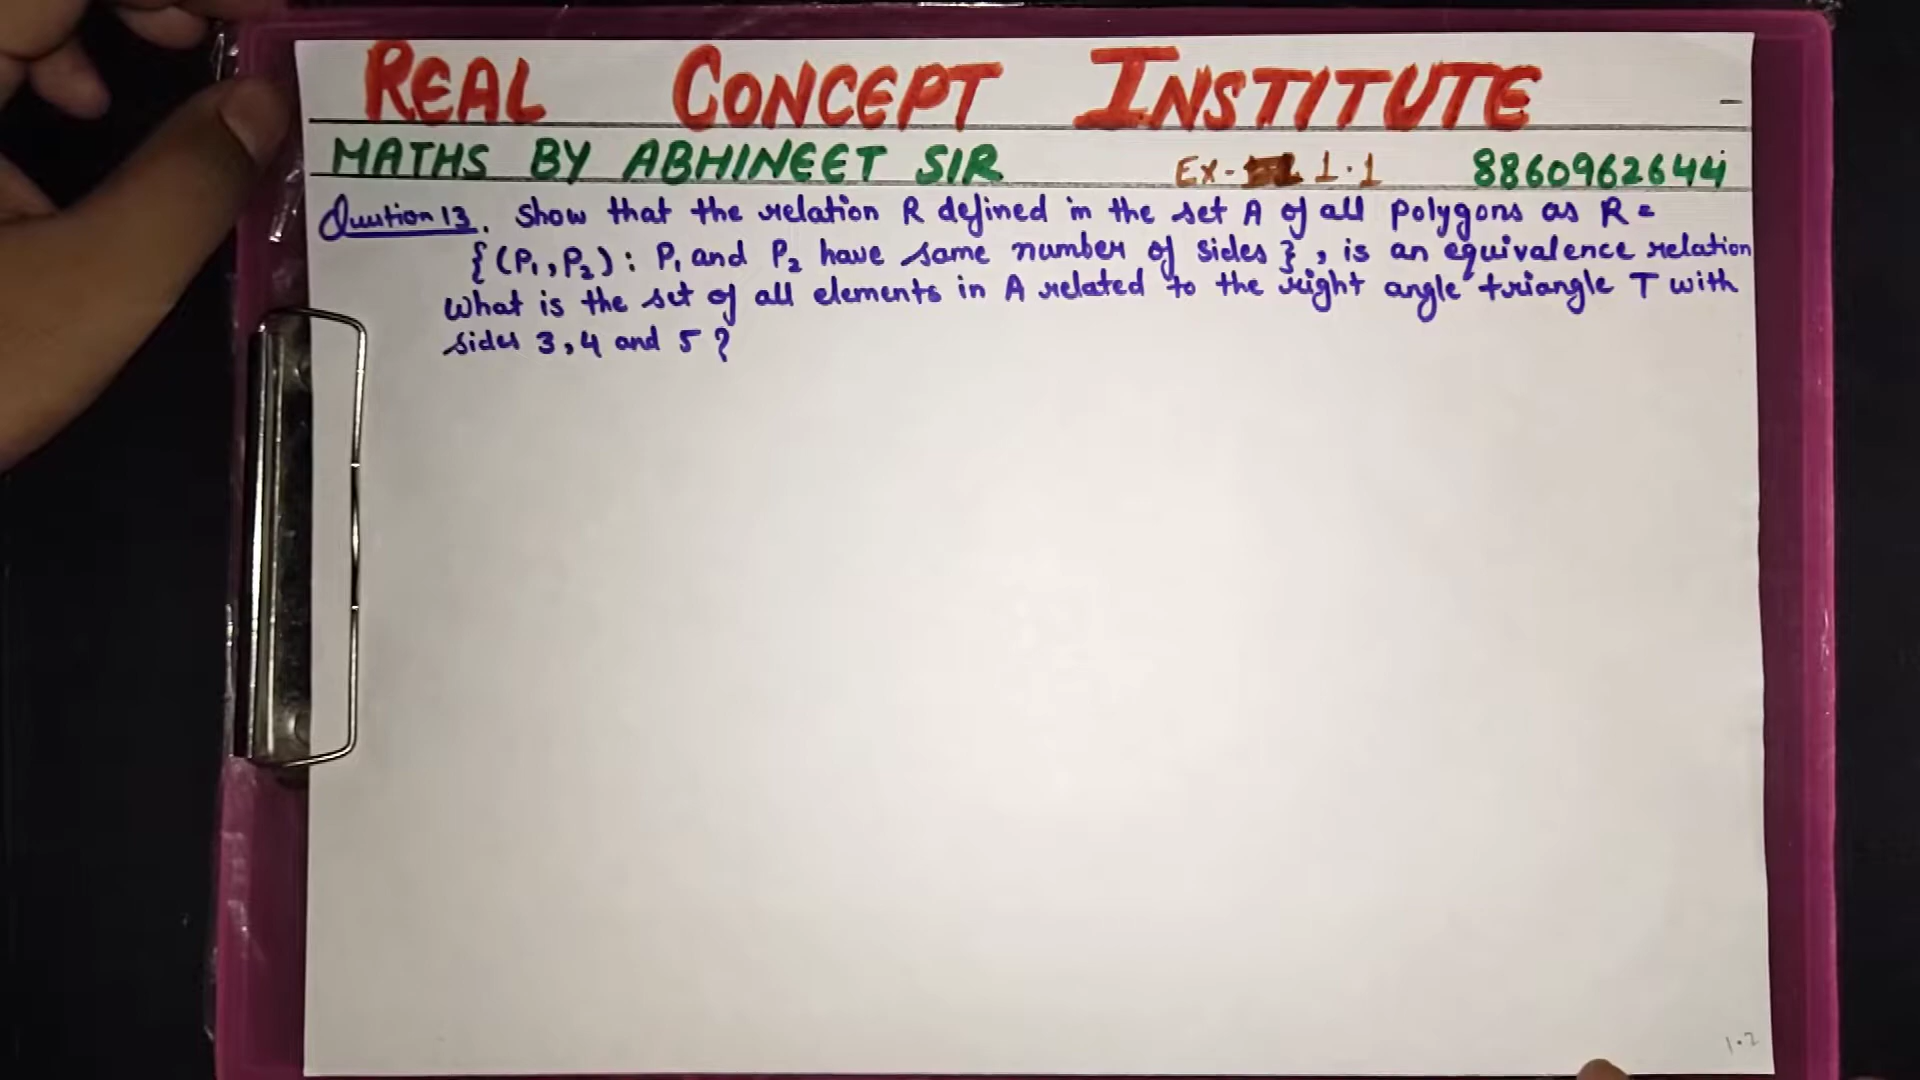 REAL CONCEPT INSTITUTE
MATHS BY ABHINEET SIR EX- 1.1 8860962644
Question 13. Show that the relation R defined in the set A of all Polygons as R =
{(P₁,P₂): P₁ and P₂ have same number of sides}, is an equivalence relation
What is the set of all elements in A related to the right angle triangle T with
sides 3,4 and 5?
1.2